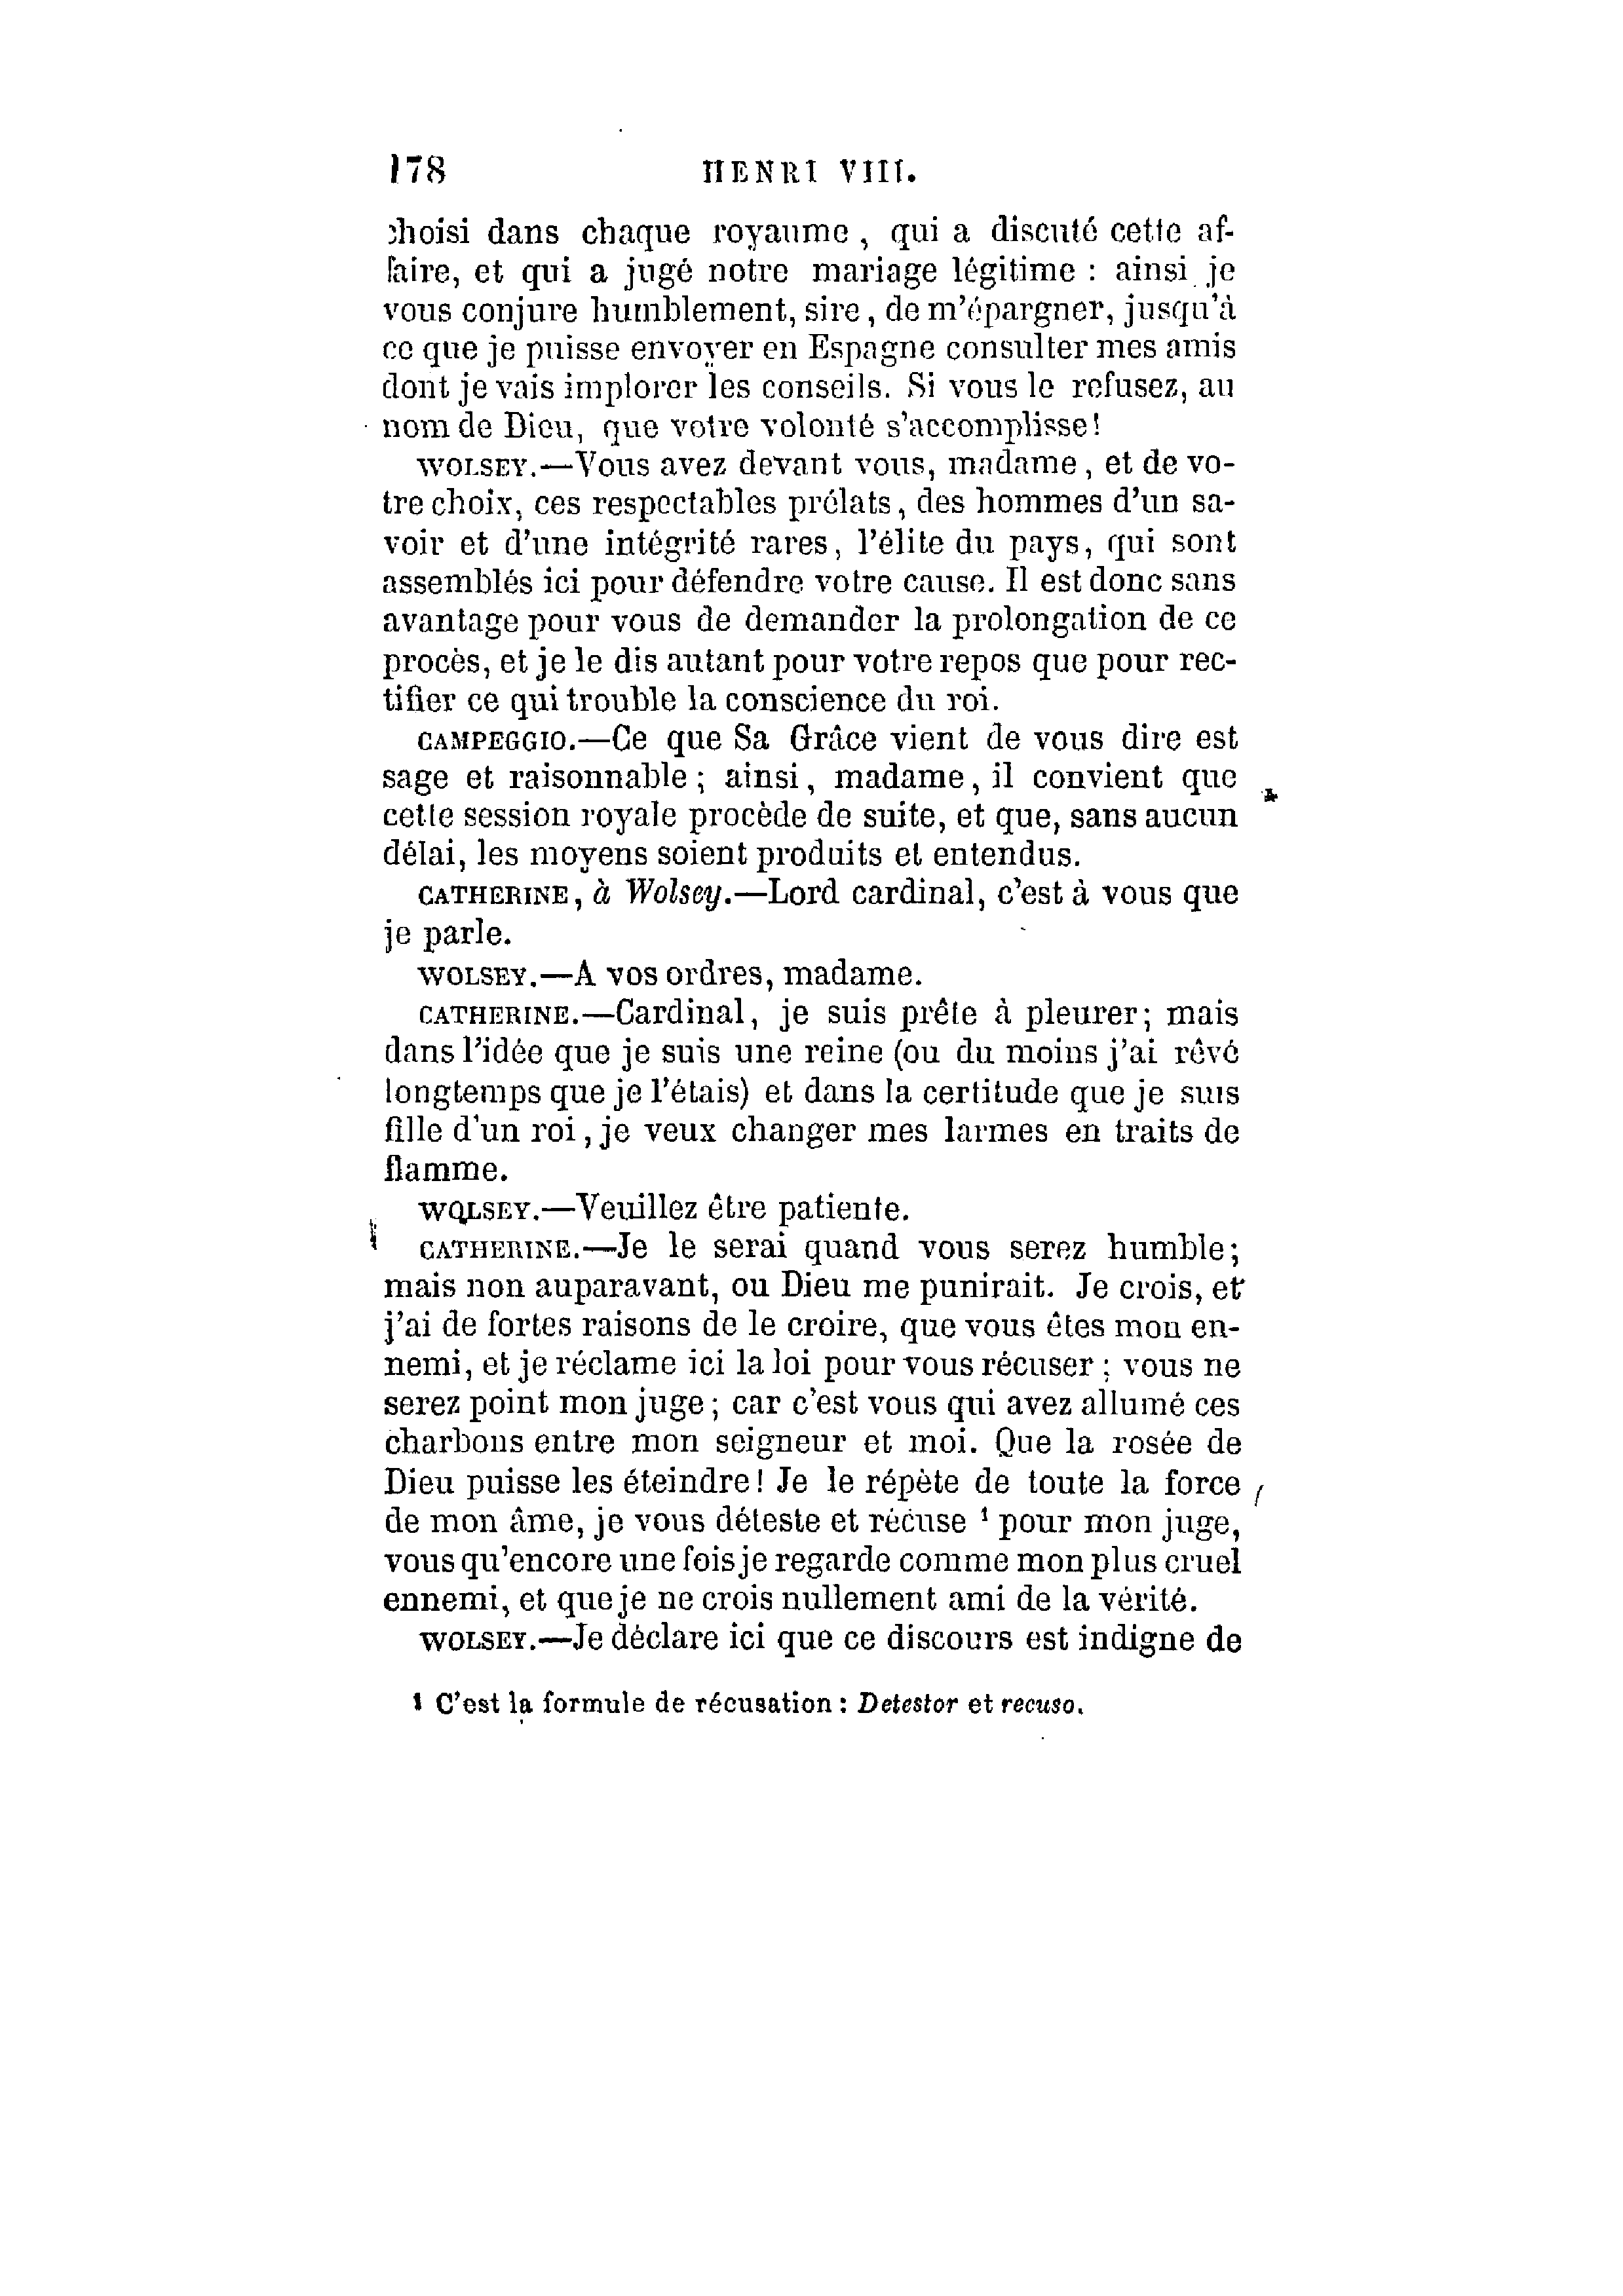 178 HENRI VIII.
choisi dans chaque royaume, qui a discuté cette af-
faire, et qui a jugé notre mariage légitime : ainsi je
vous conjure humblement, sire, de m'épargner, jusqu'à
ce que je puisse envoyer en Espagne consulter mes amis
dont je vais implorer les conseils. Si vous le refusez, au
nom de Dieu, que votre volonté s'accomplisse!
WOLSEY.—Vous avez devant vous, madame, et de vo-
tre choix, ces respectables prélats, des hommes d'un sa-
voir et d'une intégrité rares, l'élite du pays, qui sont
assemblés ici pour défendre votre cause. Il est donc sans
avantage pour vous de demander la prolongation de ce
procès, et je le dis autant pour votre repos que pour rec-
tifier ce qui trouble la conscience du roi.
CAMPEGGIO.—Ce que Sa Grâce vient de vous dire est
sage et raisonnable ; ainsi, madame, il convient que
cette session royale procède de suite, et que, sans aucun
délai, les moyens soient produits et entendus.
CATHERINE, à Wolsey.—Lord cardinal, c'est à vous que
je parle.
WOLSEY.—A vos ordres, madame.
CATHERINE.—Cardinal, je suis prête à pleurer; mais
dans l'idée que je suis une reine (ou du moins j'ai rêvé
longtemps que je l'étais) et dans la certitude que je suis
fille d'un roi, je veux changer mes larmes en traits de
flamme.
WOLSEY.—Veuillez être patiente.
CATHERINE.—Je le serai quand vous serez humble;
mais non auparavant, ou Dieu me punirait. Je crois, et
j'ai de fortes raisons de le croire, que vous êtes mon en-
nemi, et je réclame ici la loi pour vous récuser ; vous ne
serez point mon juge ; car c'est vous qui avez allumé ces
charbons entre mon seigneur et moi. Que la rosée de
Dieu puisse les éteindre! Je le répète de toute la force
de mon âme, je vous déteste et récuse ¹ pour mon juge,
vous qu'encore une fois je regarde comme mon plus cruel
ennemi, et que je ne crois nullement ami de la vérité.
WOLSEY.—Je déclare ici que ce discours est indigne de
1 C'est la formule de récusation : Detestor et recuso.